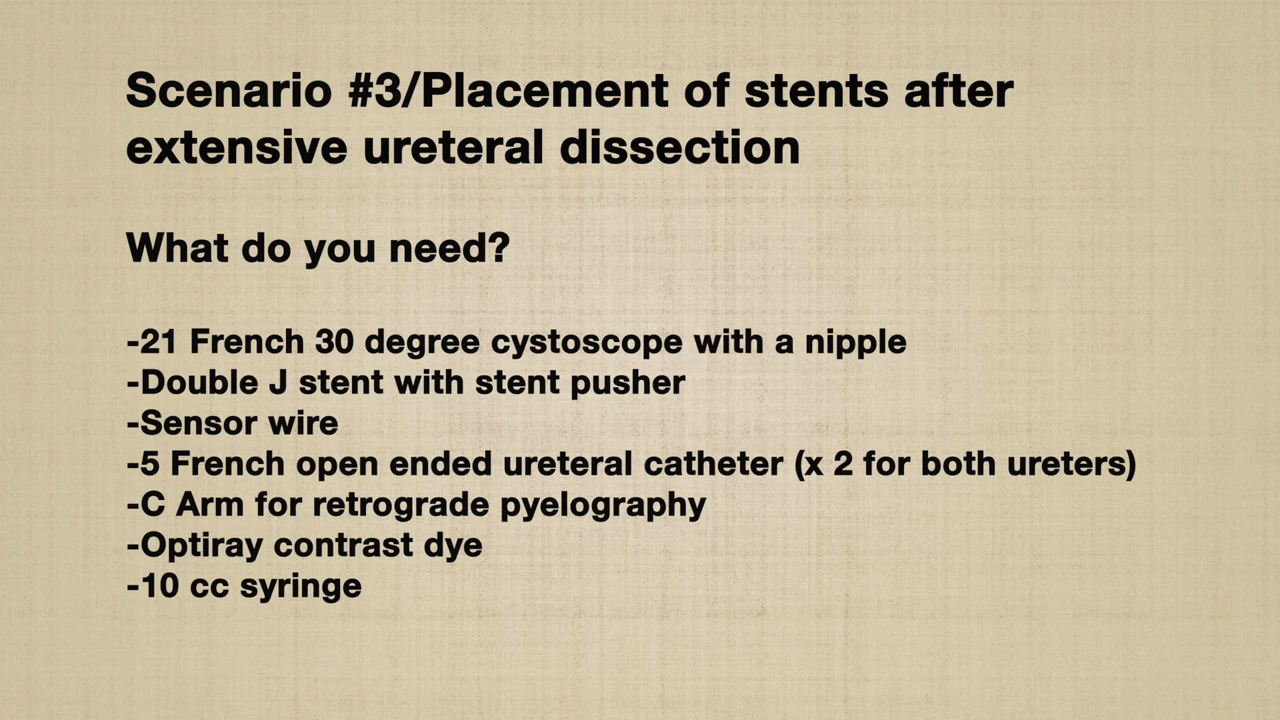 Scenario #3/Placement of stents after
extensive ureteral dissection
What do you need?
-21 French 30 degree cystoscope with a nipple
-Double J stent with stent pusher
-Sensor wire
-5 French open ended ureteral catheter (x 2 for both ureters)
-C Arm for retrograde pyelography
-Optiray contrast dye
-10 cc syringe